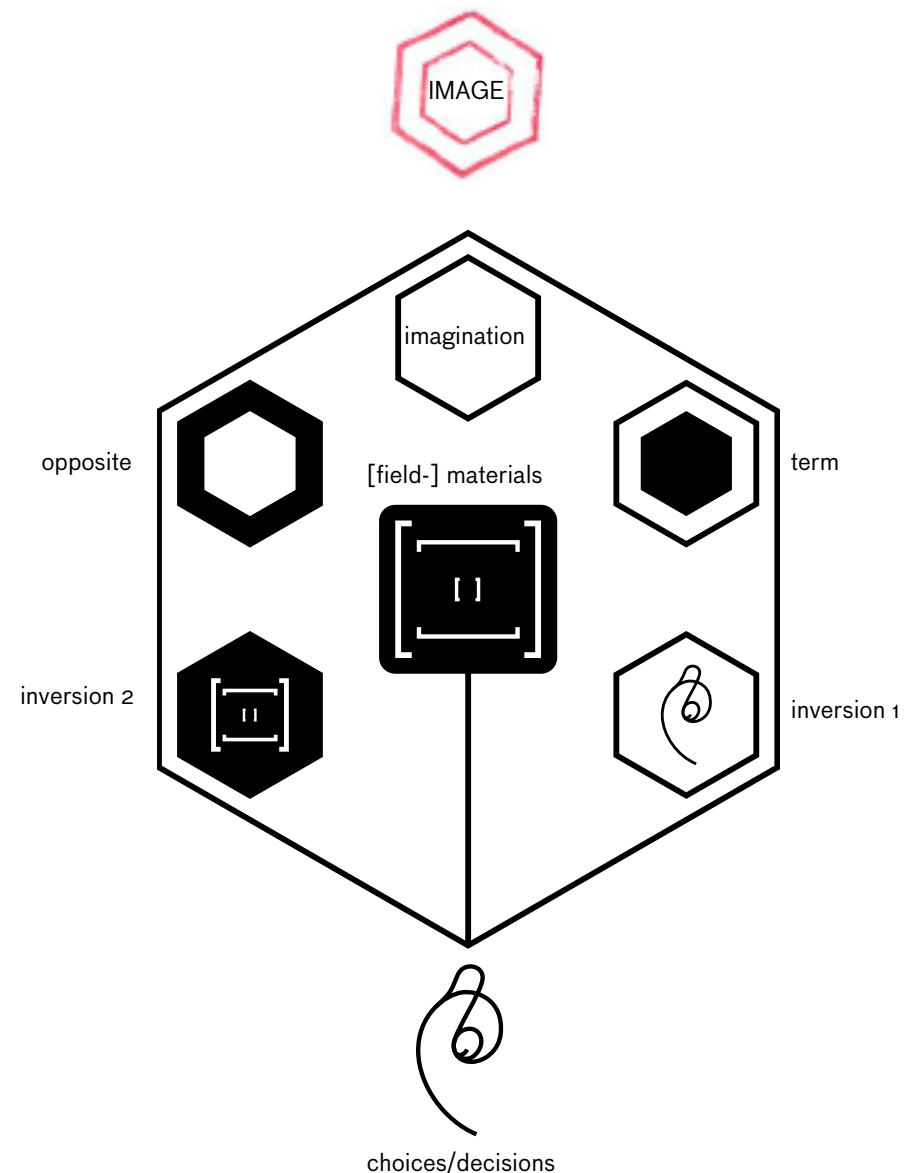 IMAGE
imagination
opposite
term
[field-] materials
[ ]
inversion 2
[ ]
inversion 1
choices/decisions